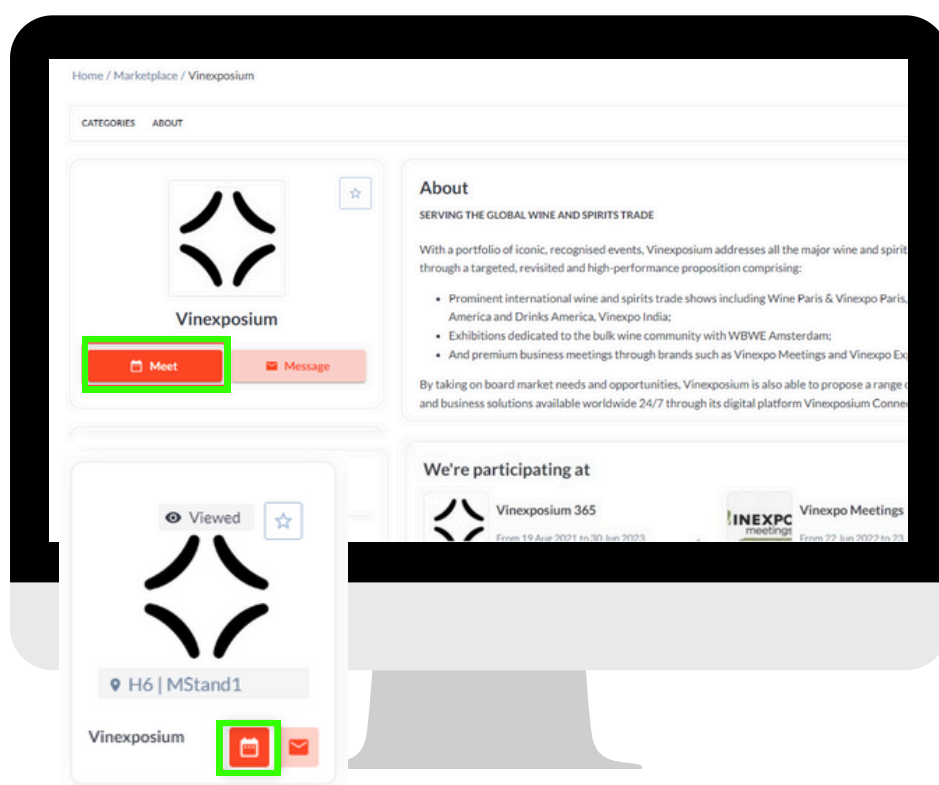 Home / Marketplace / Vinexposium
CATEGORIES ABOUT
Vinexposium
Meet
Message
About
SERVING THE GLOBAL WINE AND SPIRITS TRADE
With a portfolio of iconic, recognised events, Vinexposium addresses all the major wine and spirit
through a targeted, revisited and high-performance proposition comprising:
• Prominent international wine and spirits trade shows including Wine Paris & Vinexpo Paris,
America and Drinks America, Vinexpo India;
• Exhibitions dedicated to the bulk wine community with WBWE Amsterdam;
• And premium business meetings through brands such as Vinexpo Meetings and Vinexpo Ex
By taking on board market needs and opportunities, Vinexposium is also able to propose a range
and business solutions available worldwide 24/7 through its digital platform Vinexposium Conne
We're participating at
Vinexposium 365
From 19 Aug 2021 to 30 Jun 2023
INEXPO
meetings
Vinexpo Meetings
From 22 Jun 2022 to 23
Viewed
H6 | MStand1
Vinexposium